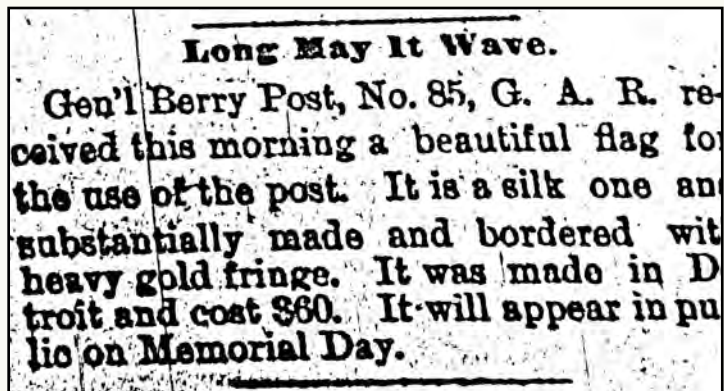 Long May It Wave.
Gen'l Berry Post, No. 85, G. A. R. re-
ceived this morning a beautiful flag fo
the use of the post. It is a silk one an
substantially made and bordered wit
heavy gold fringe. It was made in D
troit and cost $60. It will appear in pu
lic on Memorial Day.